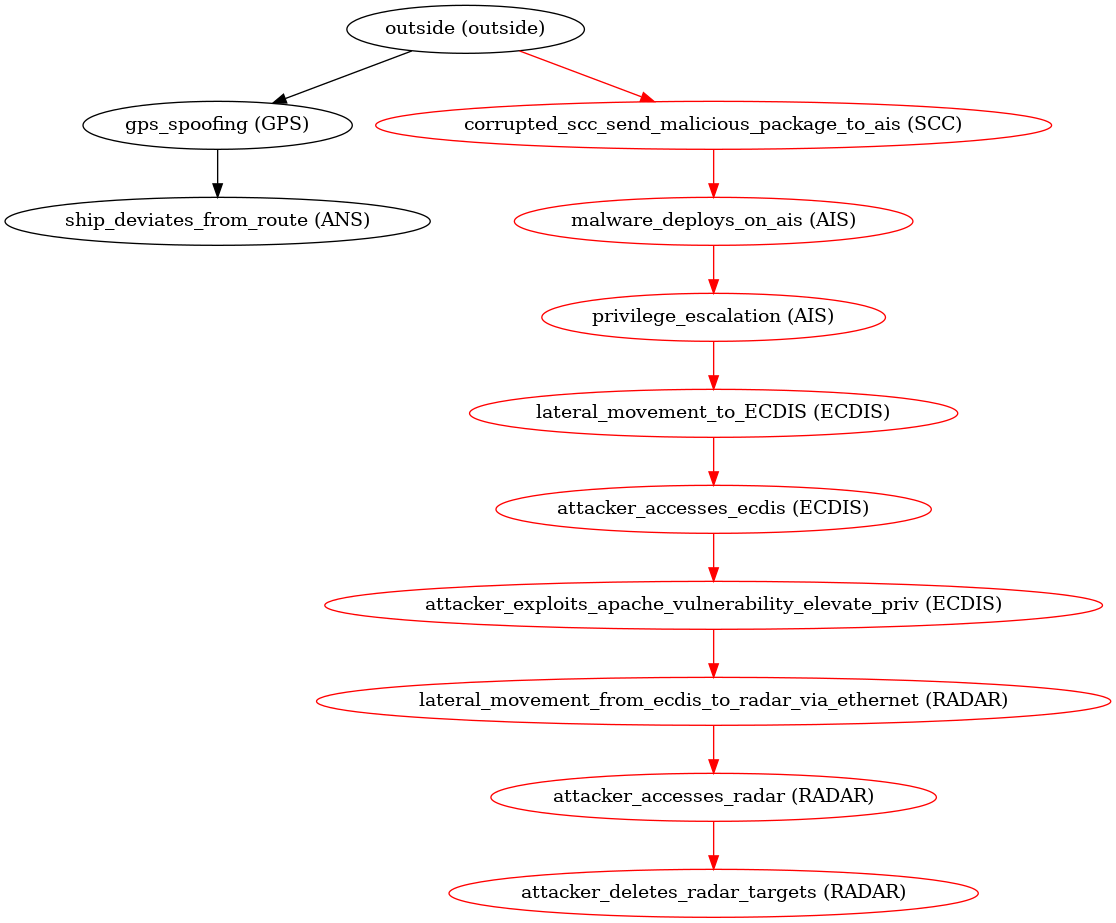 outside (outside)
gps_spoofing (GPS)
corrupted_scc_send_malicious_package_to_ais (SCC)
ship_deviates_from_route (ANS)
malware_deploys_on_ais (AIS)
privilege_escalation (AIS)
lateral_movement_to_ECDIS (ECDIS)
attacker_accesses_ecdis (ECDIS)
attacker_exploits_apache_vulnerability_elevate_priv (ECDIS)
lateral_movement_from_ecdis_to_radar_via_ethernet (RADAR)
attacker_accesses_radar (RADAR)
attacker_deletes_radar_targets (RADAR)